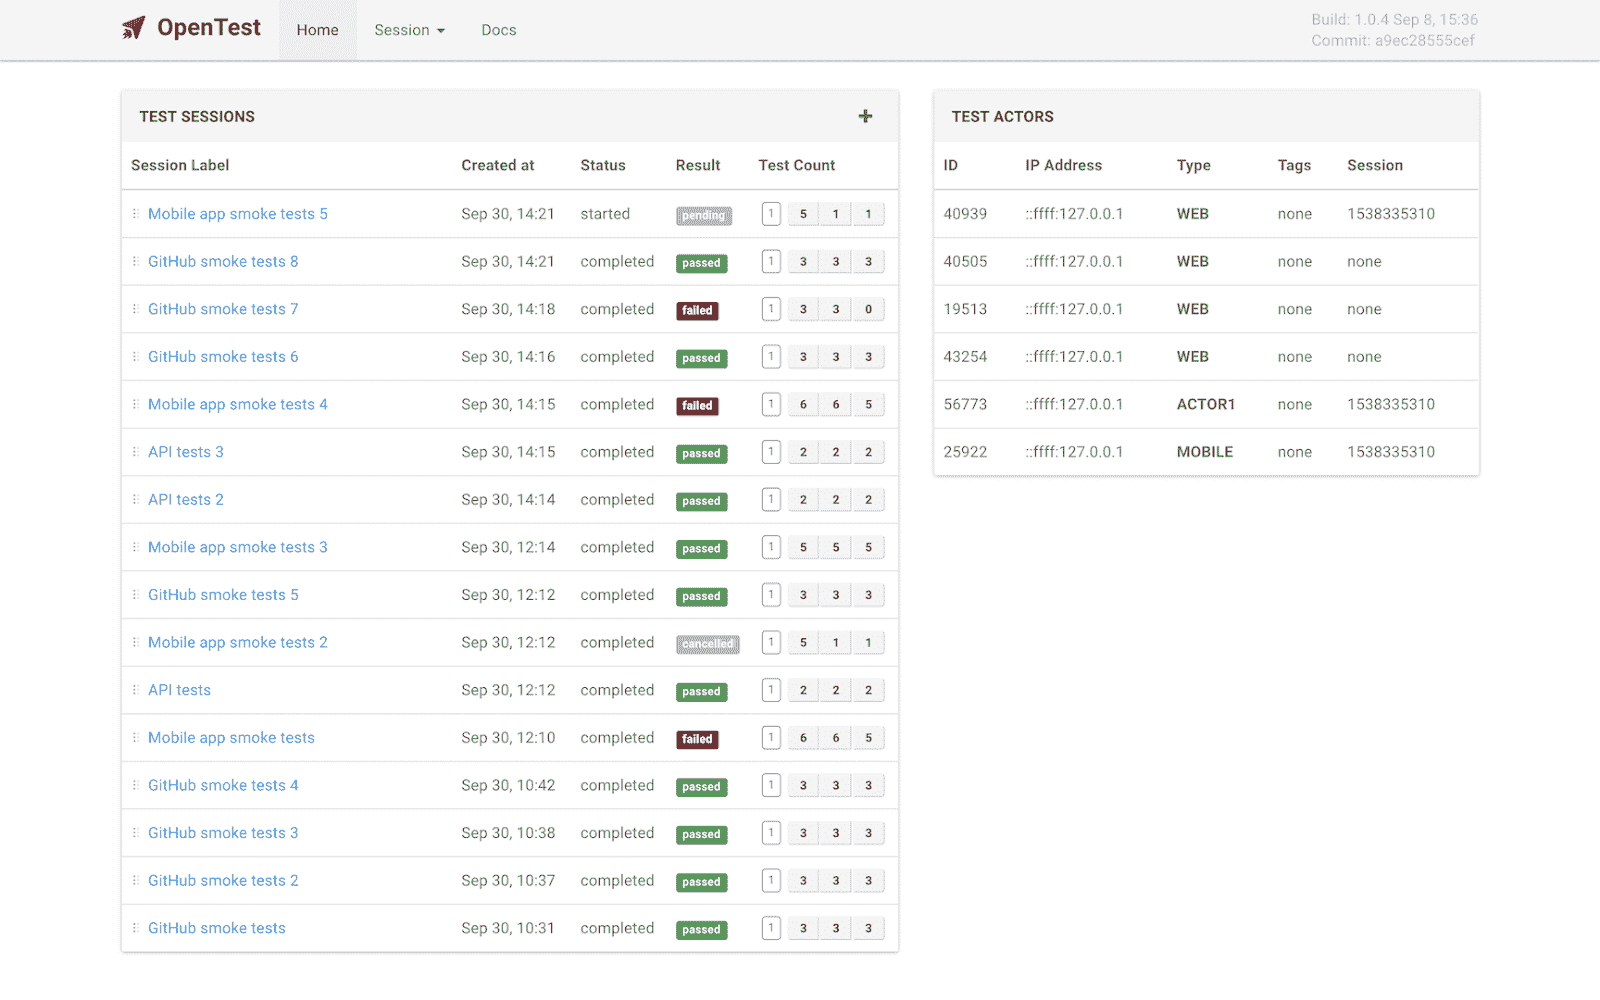 OpenTest Home Session Docs
Build: 1.0.4 Sep 8, 15:36
Commit: a9ec28555cef
TEST SESSIONS
Session Label Created at Status Result Test Count
Mobile app smoke tests 5 Sep 30, 14:21 started pending 1 5 1 1
GitHub smoke tests 8 Sep 30, 14:21 completed passed 1 3 3 3
GitHub smoke tests 7 Sep 30, 14:18 completed failed 1 3 3 0
GitHub smoke tests 6 Sep 30, 14:16 completed passed 1 3 3 3
Mobile app smoke tests 4 Sep 30, 14:15 completed failed 1 6 6 5
API tests 3 Sep 30, 14:15 completed passed 1 2 2 2
API tests 2 Sep 30, 14:14 completed passed 1 2 2 2
Mobile app smoke tests 3 Sep 30, 12:14 completed passed 1 5 5 5
GitHub smoke tests 5 Sep 30, 12:12 completed passed 1 3 3 3
Mobile app smoke tests 2 Sep 30, 12:12 completed cancelled 1 5 1 1
API tests Sep 30, 12:12 completed passed 1 2 2 2
Mobile app smoke tests Sep 30, 12:10 completed failed 1 6 6 5
GitHub smoke tests 4 Sep 30, 10:42 completed passed 1 3 3 3
GitHub smoke tests 3 Sep 30, 10:38 completed passed 1 3 3 3
GitHub smoke tests 2 Sep 30, 10:37 completed passed 1 3 3 3
GitHub smoke tests Sep 30, 10:31 completed passed 1 3 3 3
TEST ACTORS
ID IP Address Type Tags Session
40939 ::ffff:127.0.0.1 WEB none 1538335310
40505 ::ffff:127.0.0.1 WEB none none
19513 ::ffff:127.0.0.1 WEB none none
43254 ::ffff:127.0.0.1 WEB none none
56773 ::ffff:127.0.0.1 ACTOR1 none 1538335310
25922 ::ffff:127.0.0.1 MOBILE none 1538335310